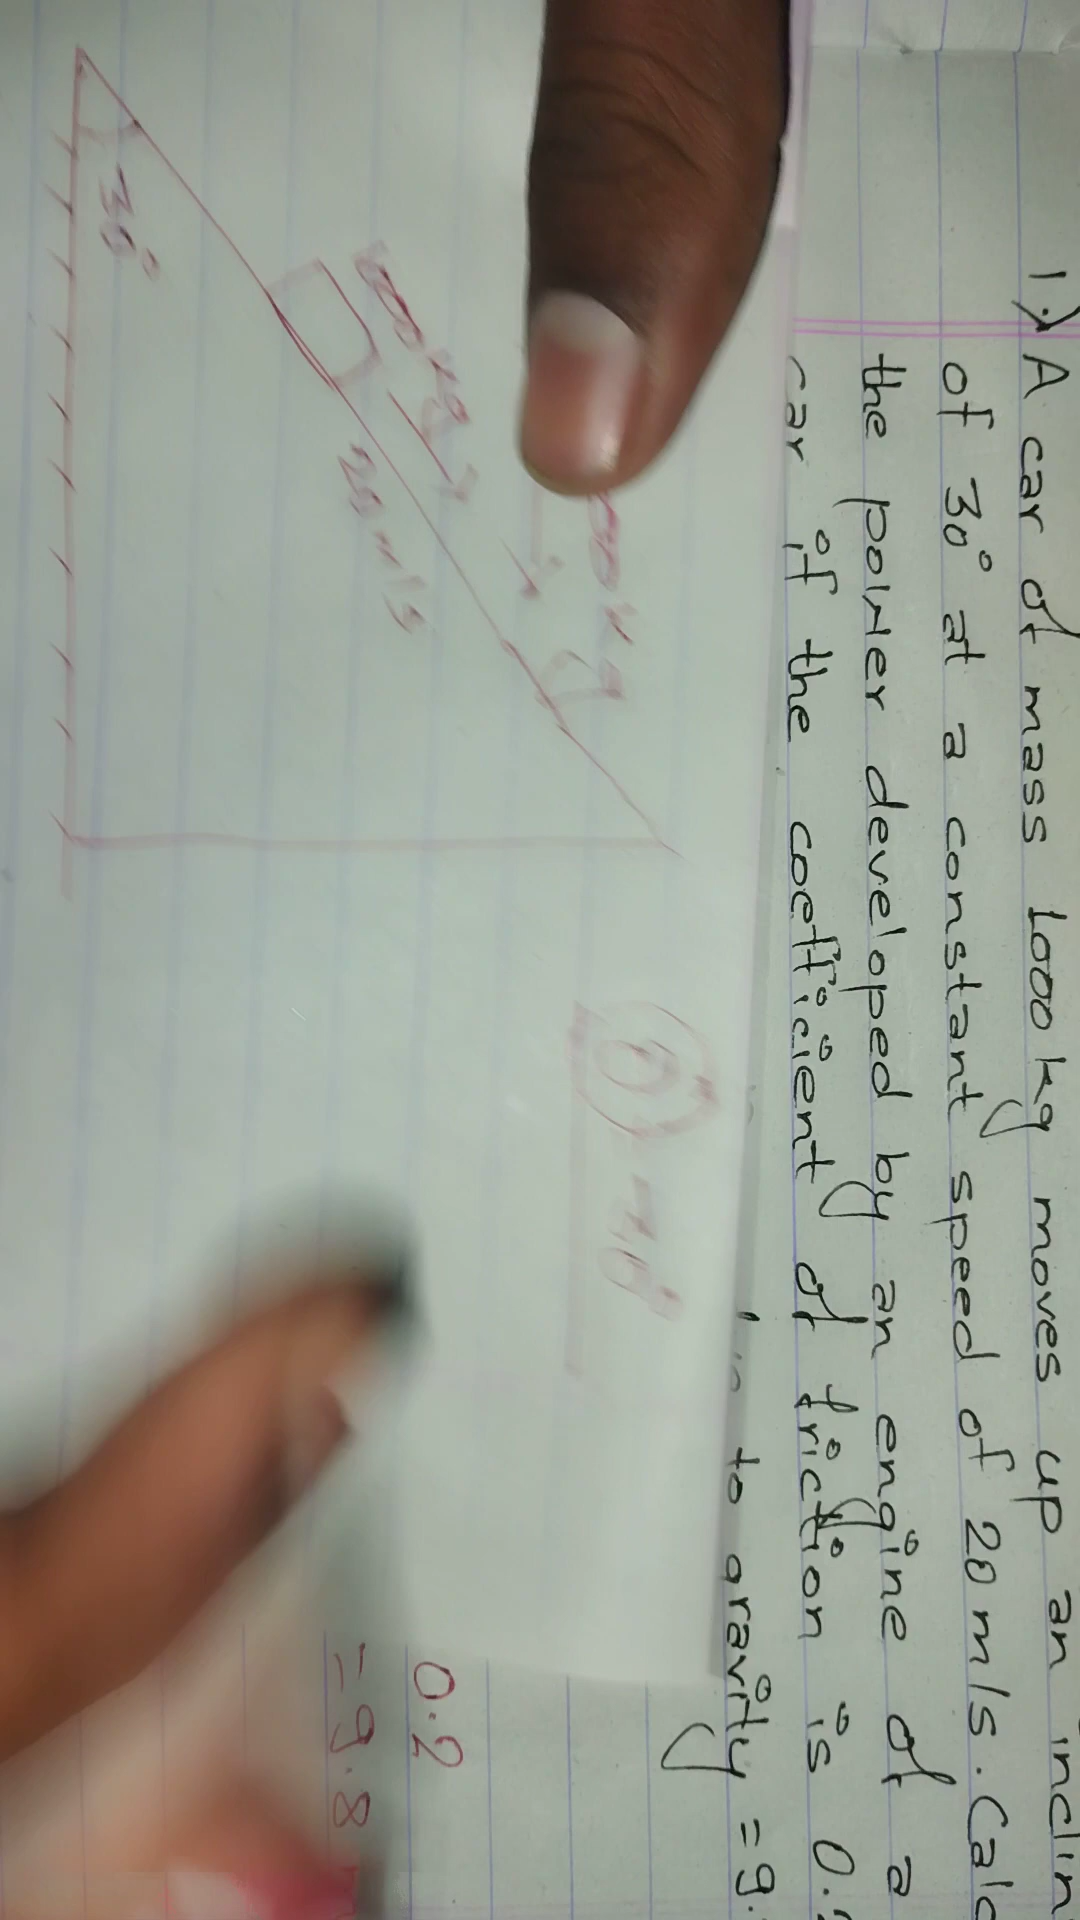 1.) A car of mass 1000 kg moves up an inclin
of 30° at a constant speed of 20 m/s. Calc
the power developed by an engine of a
car if the coefficient of friction is 0.
to gravity = 9.
30°
20 m/s
0.2
= 9.8